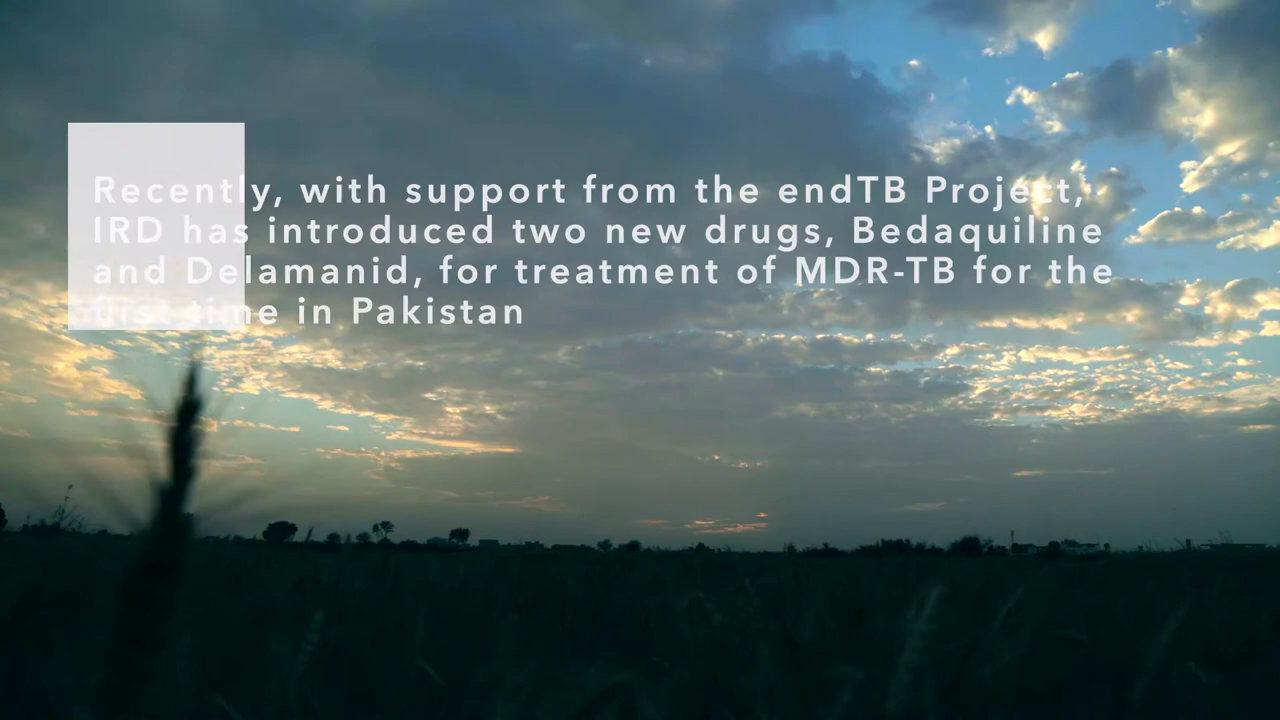 Recently, with support from the endTB Project,
IRD has introduced two new drugs, Bedaquiline
and Delamanid, for treatment of MDR-TB for the
first time in Pakistan